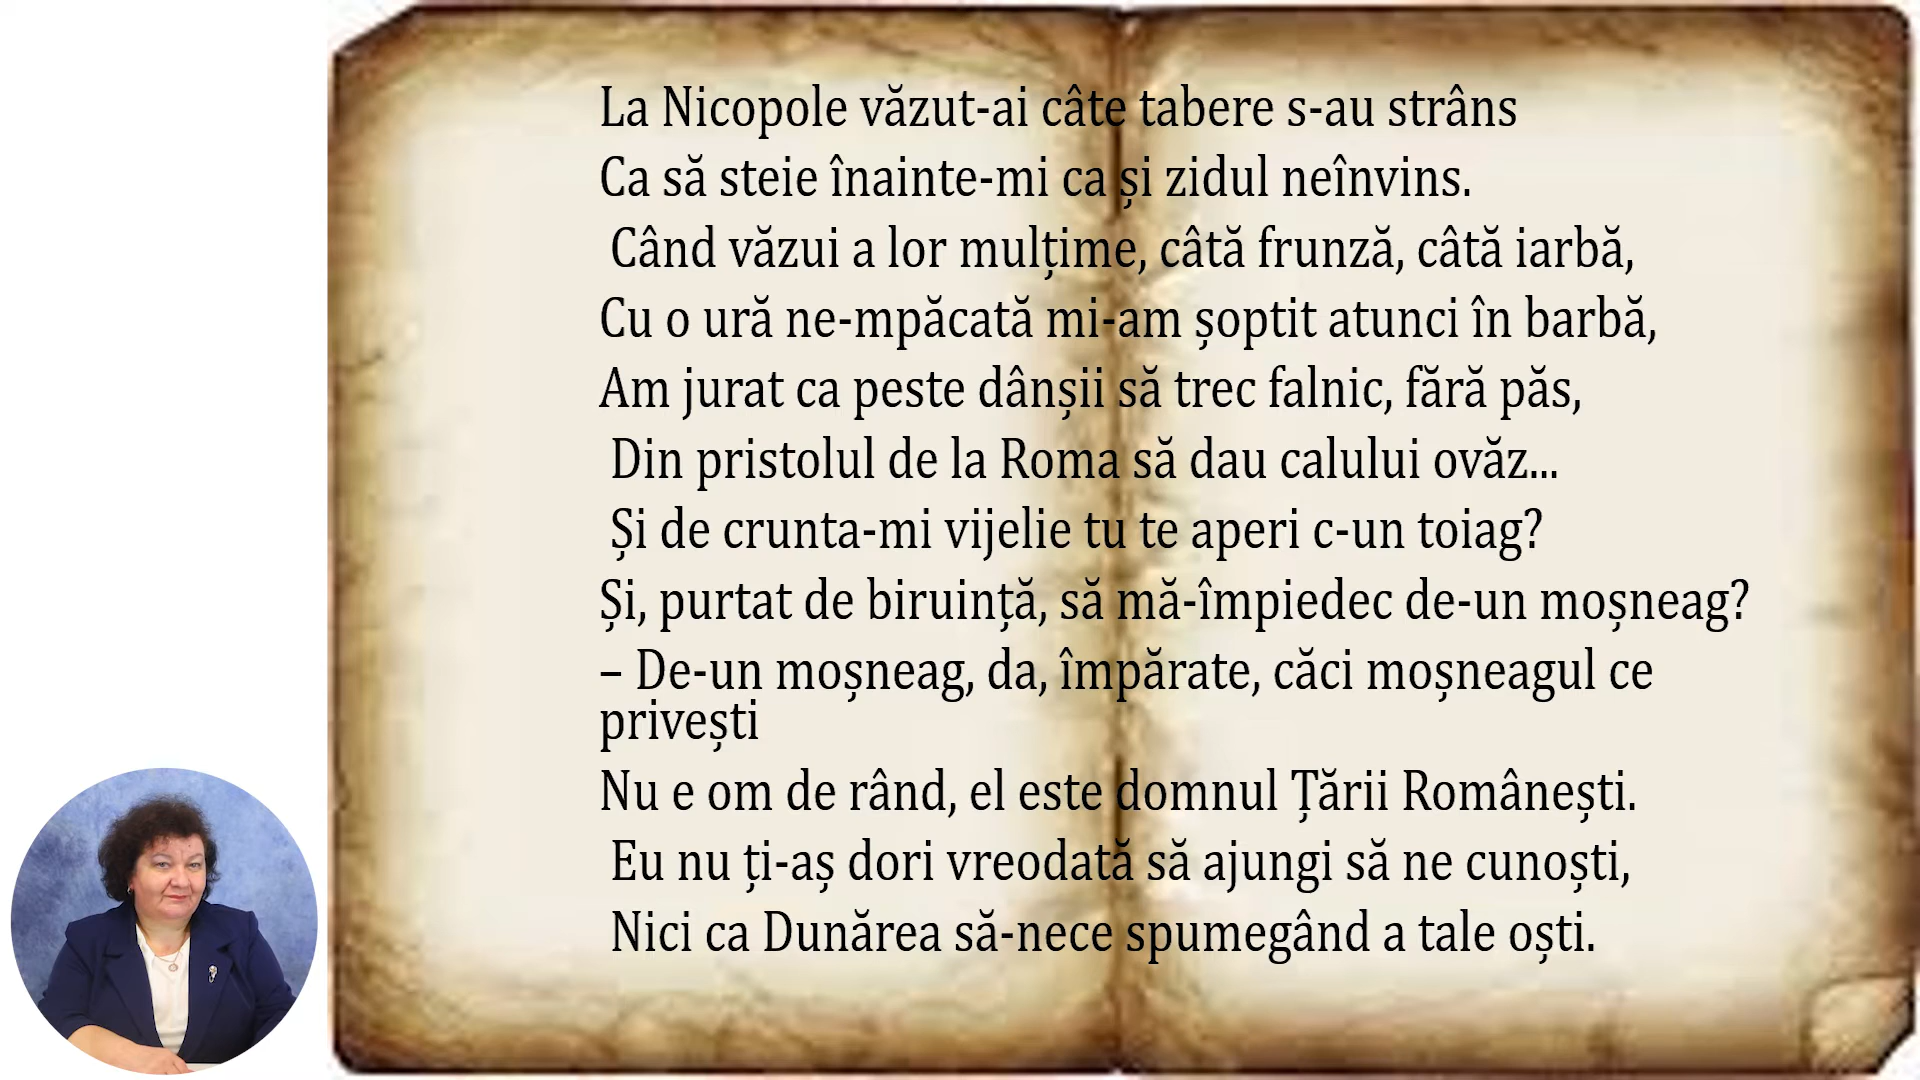 La Nicopole văzut-ai câte tabere s-au strâns
Ca să steie înainte-mi ca și zidul neînvins.
Când văzui a lor mulțime, câtă frunză, câtă iarbă,
Cu o ură ne-mpăcată mi-am șoptit atunci în barbă,
Am jurat ca peste dânșii să trec falnic, fără păs,
Din pristolul de la Roma să dau calului ovăz...
Și de crunta-mi vijelie tu te aperi c-un toiag?
Și, purtat de biruință, să mă-împiedec de-un moșneag?
– De-un moșneag, da, împărate, căci moșneagul ce
privești
Nu e om de rând, el este domnul Țării Românești.
Eu nu ți-aș dori vreodată să ajungi să ne cunoști,
Nici ca Dunărea să-nece spumegând a tale oști.